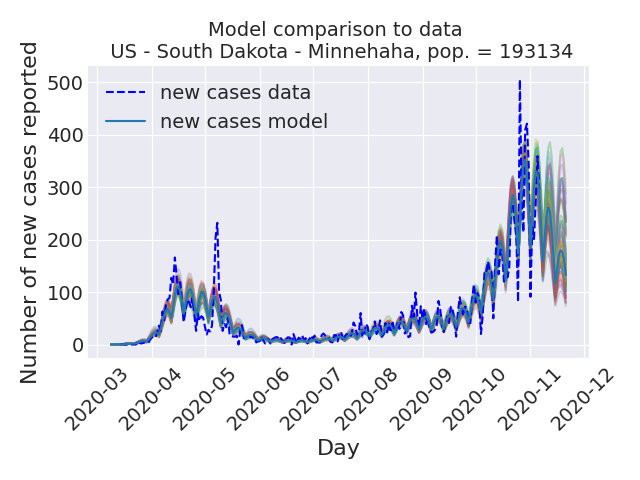 Model comparison to data
US - South Dakota - Minnehaha, pop. = 193134
Number of new cases reported
500
400
300
200
100
0
new cases data
new cases model
2020-03
2020-04
2020-05
2020-06
2020-07
2020-08
2020-09
2020-10
2020-11
2020-12
Day